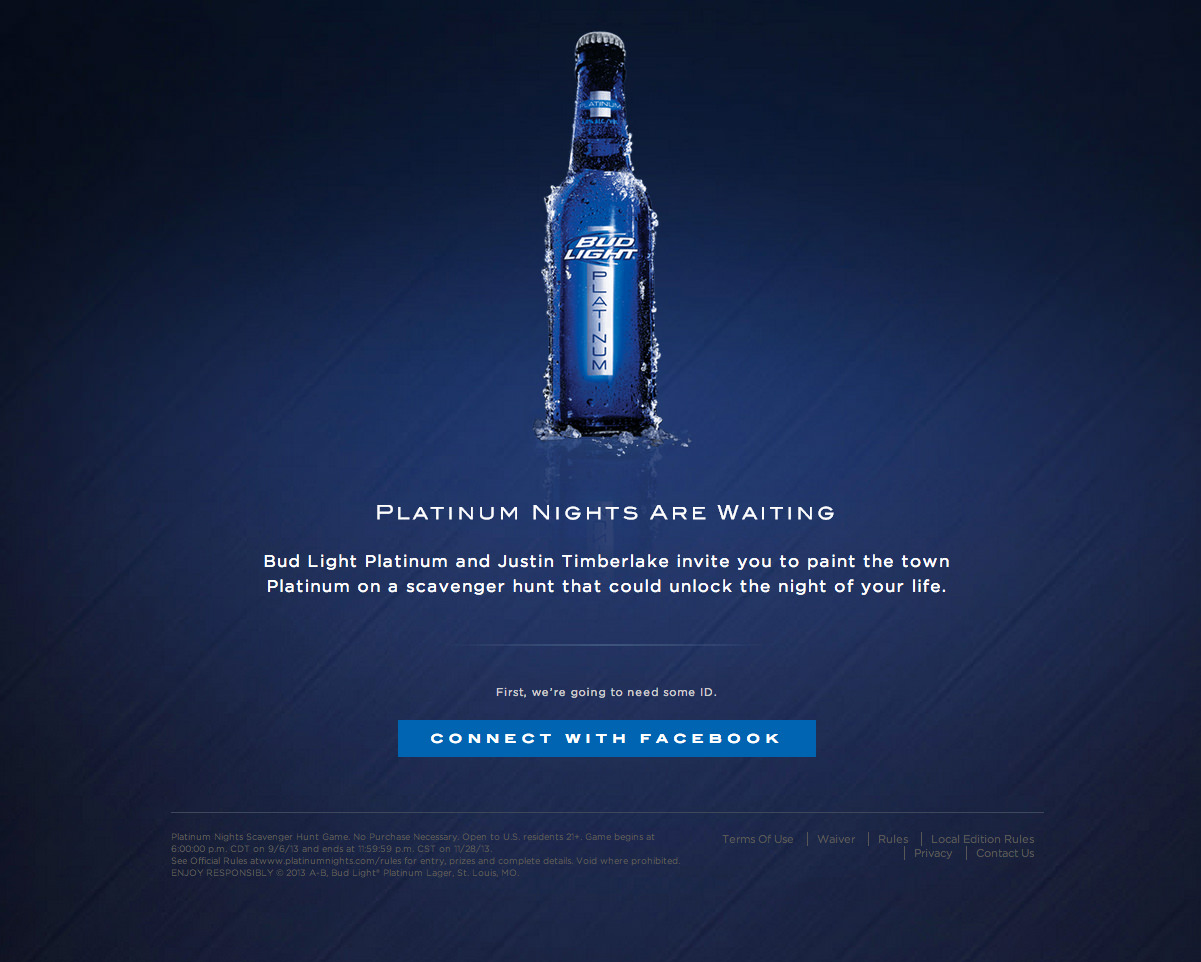 PLATINUM
BUD
LIGHT
PLATINUM
PLATINUM NIGHTS ARE WAITING
Bud Light Platinum and Justin Timberlake invite you to paint the town
Platinum on a scavenger hunt that could unlock the night of your life.
First, we're going to need some ID.
CONNECT WITH FACEBOOK
Platinum Nights Scavenger Hunt Game. No Purchase Necessary. Open to U.S. residents 21+. Game begins at
6:00:00 p.m. CDT on 9/6/13 and ends at 11:59:59 p.m. CST on 11/28/13.
See Official Rules atwww.platinumnights.com/rules for entry, prizes and complete details. Void where prohibited.
ENJOY RESPONSIBLY © 2013 A-B, Bud Light® Platinum Lager, St. Louis, MO.
Terms Of Use | Waiver | Rules | Local Edition Rules
| Privacy | Contact Us